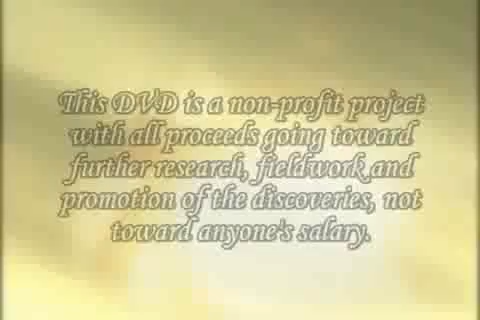 This DVD is a non-profit project
with all proceeds going toward
further research, fieldwork and
promotion of the discoveries, not
toward anyone's salary.